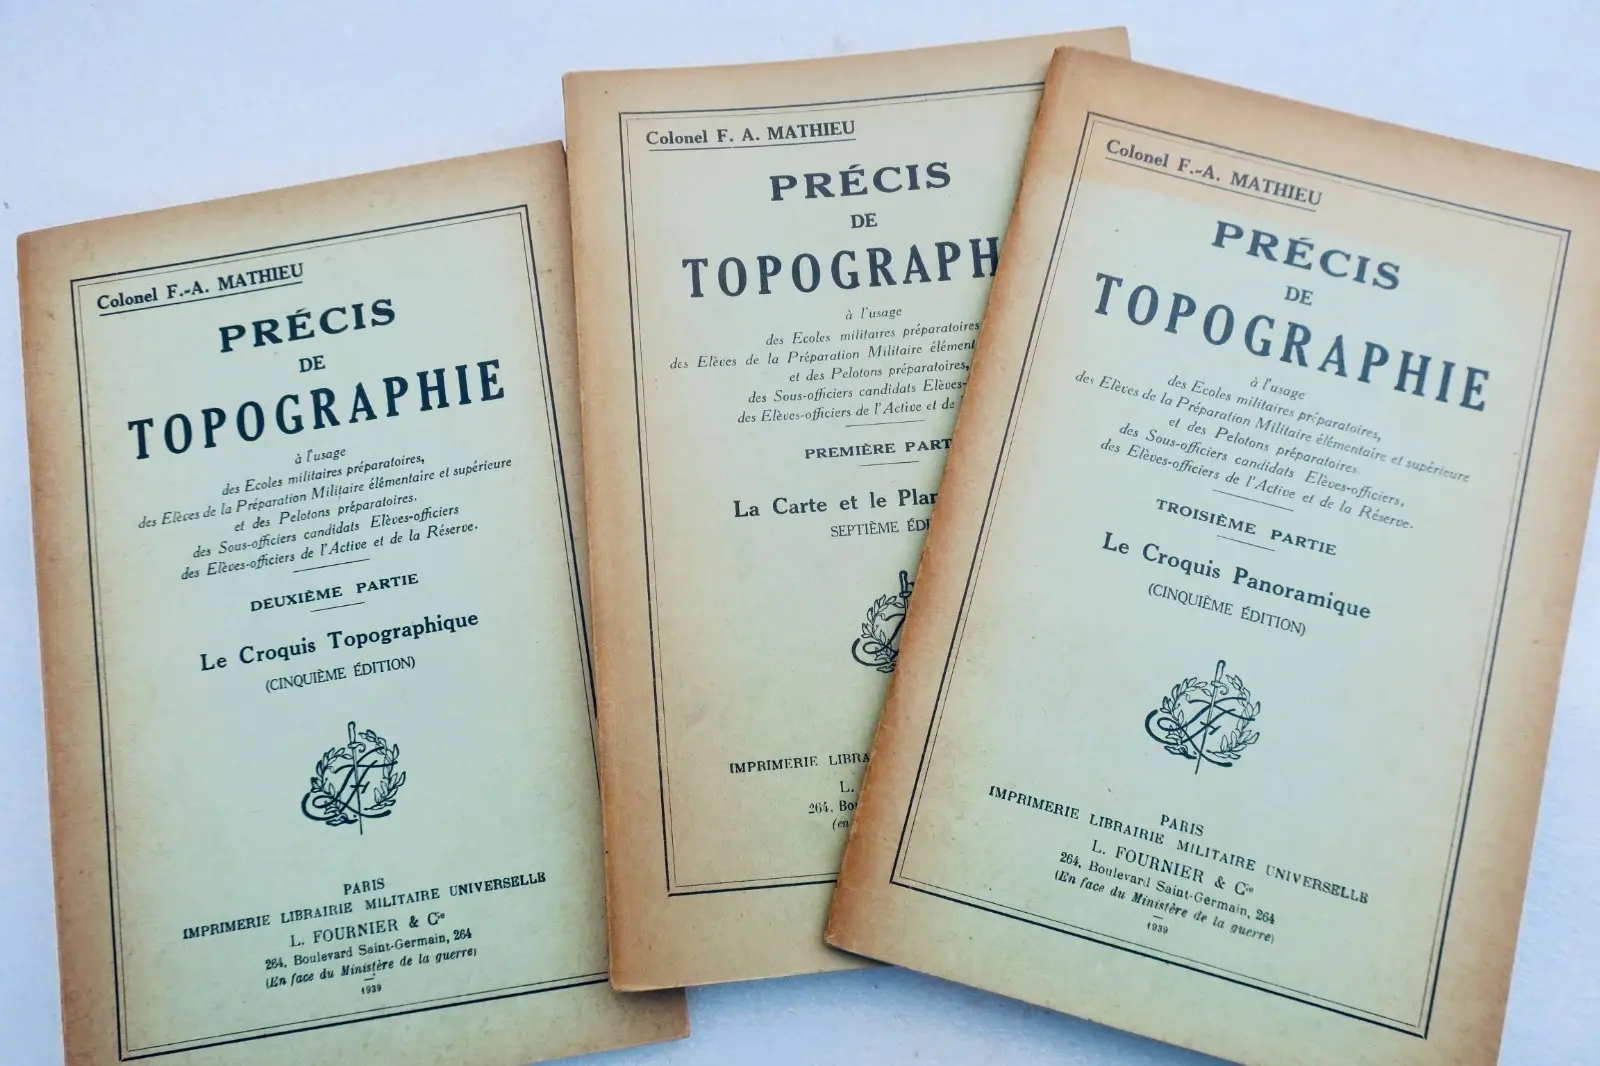 Colonel F.-A. MATHIEU
PRÉCIS
DE
TOPOGRAPHIE
à l'usage
des Ecoles militaires préparatoires,
des Elèves de la Préparation Militaire élémentaire et supérieure
et des Pelotons préparatoires.
des Sous-officiers candidats Elèves-officiers
des Elèves-officiers de l'Active et de la Réserve.
DEUXIÈME PARTIE
Le Croquis Topographique
(CINQUIÈME ÉDITION)
PARIS
IMPRIMERIE LIBRAIRIE MILITAIRE UNIVERSELLE
L. FOURNIER & Cie
264, Boulevard Saint-Germain, 264
(En face du Ministère de la guerre)
1939
Colonel F. A. MATHIEU
PRÉCIS
DE
TOPOGRAPH
à l'usage
des Ecoles militaires préparatoires
des Elèves de la Préparation Militaire élément
et des Pelotons préparatoires,
des Sous-officiers candidats Elèves-
des Elèves-officiers de l'Active et de
PREMIÈRE PART
La Carte et le Plan
SEPTIÈME ÉDI
IMPRIMERIE LIBRA
L.
264, Bou
(en
Colonel F.-A. MATHIEU
PRÉCIS
DE
TOPOGRAPHIE
à l'usage
des Ecoles militaires préparatoires,
des Elèves de la Préparation Militaire élémentaire et supérieure
et des Pelotons préparatoires
des Sous-officiers candidats Elèves-officiers,
des Elèves-officiers de l'Active et de la Réserve.
TROISIÈME PARTIE
Le Croquis Panoramique
(CINQUIÈME ÉDITION)
PARIS
IMPRIMERIE LIBRAIRIE MILITAIRE UNIVERSELLE
L. FOURNIER & Cie
264, Boulevard Saint-Germain, 264
(En face du Ministère de la guerre)
1939